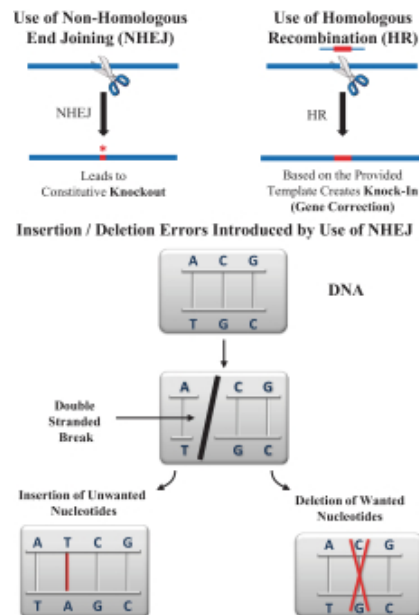 Use of Non-Homologous
End Joining (NHEJ)
Use of Homologous
Recombination (HR)
NHEJ
HR
*
Leads to
Constitutive Knockout
Based on the Provided
Template Creates Knock-In
(Gene Correction)
Insertion / Deletion Errors Introduced by Use of NHEJ
A C G
T G C
DNA
A C G
T G C
Double
Stranded
Break
Insertion of Unwanted
Nucleotides
Deletion of Wanted
Nucleotides
A T C G
T A G C
A C G
T G C